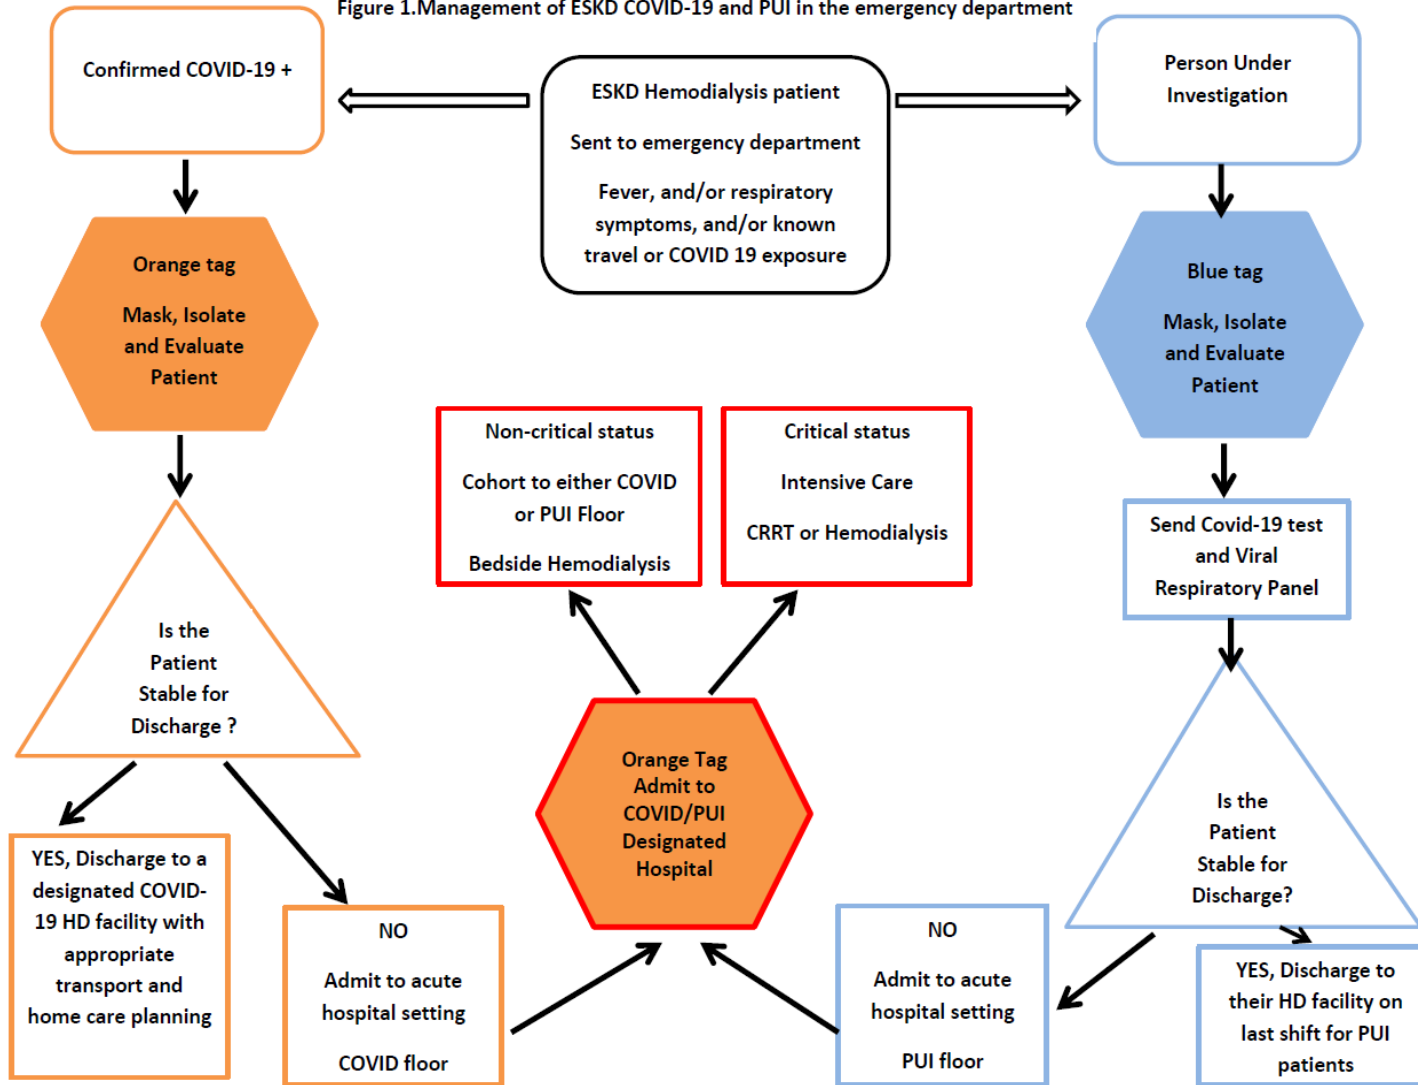 Figure 1.Management of ESKD COVID-19 and PUI in the emergency department
Confirmed COVID-19 +
ESKD Hemodialysis patient
Sent to emergency department
Fever, and/or respiratory
symptoms, and/or known
travel or COVID 19 exposure
Person Under
Investigation
Orange tag
Mask, Isolate
and Evaluate
Patient
Blue tag
Mask, Isolate
and Evaluate
Patient
Non-critical status
Cohort to either COVID
or PUI Floor
Bedside Hemodialysis
Critical status
Intensive Care
CRRT or Hemodialysis
Send Covid-19 test
and Viral
Respiratory Panel
Is the
Patient
Stable for
Discharge ?
Orange Tag
Admit to
COVID/PUI
Designated
Hospital
Is the
Patient
Stable for
Discharge?
YES, Discharge to a
designated COVID-
19 HD facility with
appropriate
transport and
home care planning
NO
Admit to acute
hospital setting
COVID floor
NO
Admit to acute
hospital setting
PUI floor
YES, Discharge to
their HD facility on
last shift for PUI
patients